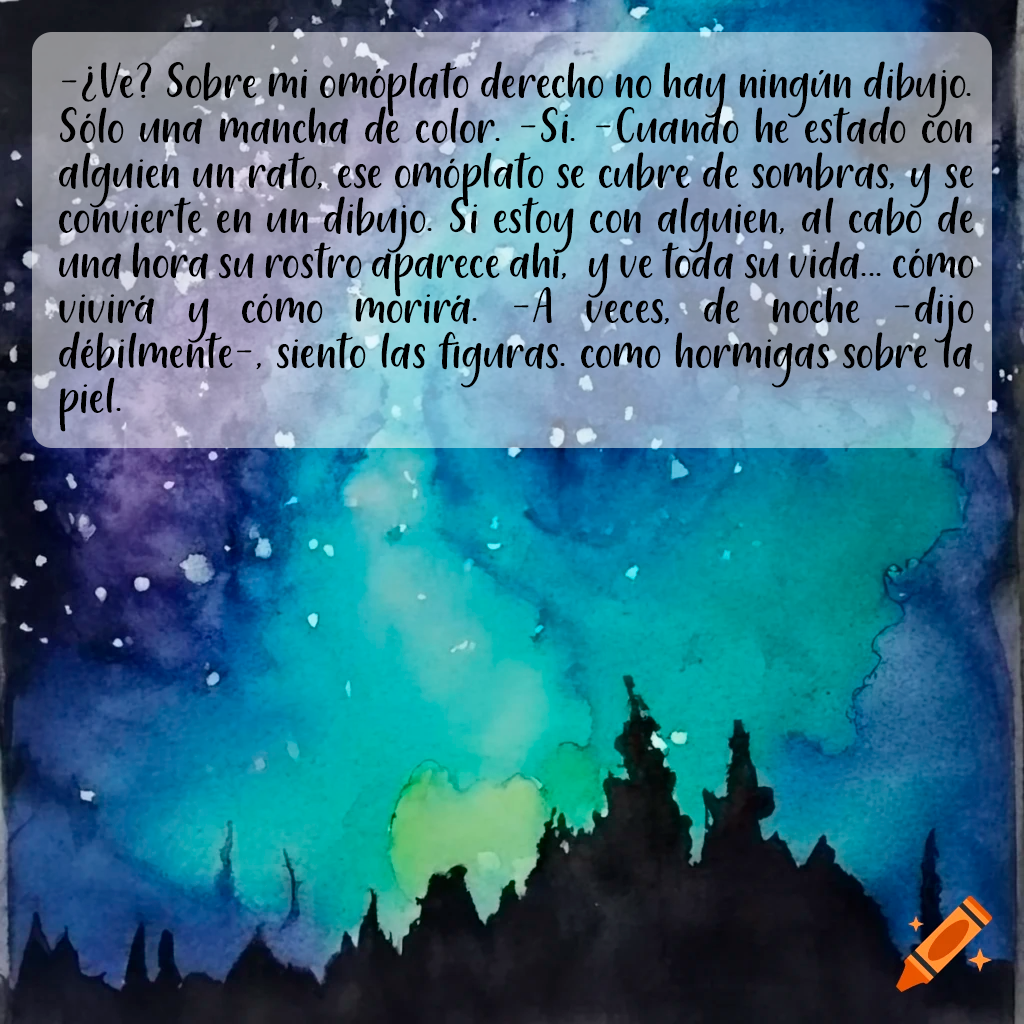 -¿Ve? Sobre mi omóplato derecho no hay ningún dibujo.
Sólo una mancha de color. -Sí. -Cuando he estado con
alguien un rato, ese omóplato se cubre de sombras, y se
convierte en un dibujo. Si estoy con alguien, al cabo de
una hora su rostro aparece ahí, y ve toda su vida... cómo
vivirá y cómo morirá. -A veces, de noche -dijo
débilmente-, siento las figuras. como hormigas sobre la
piel.